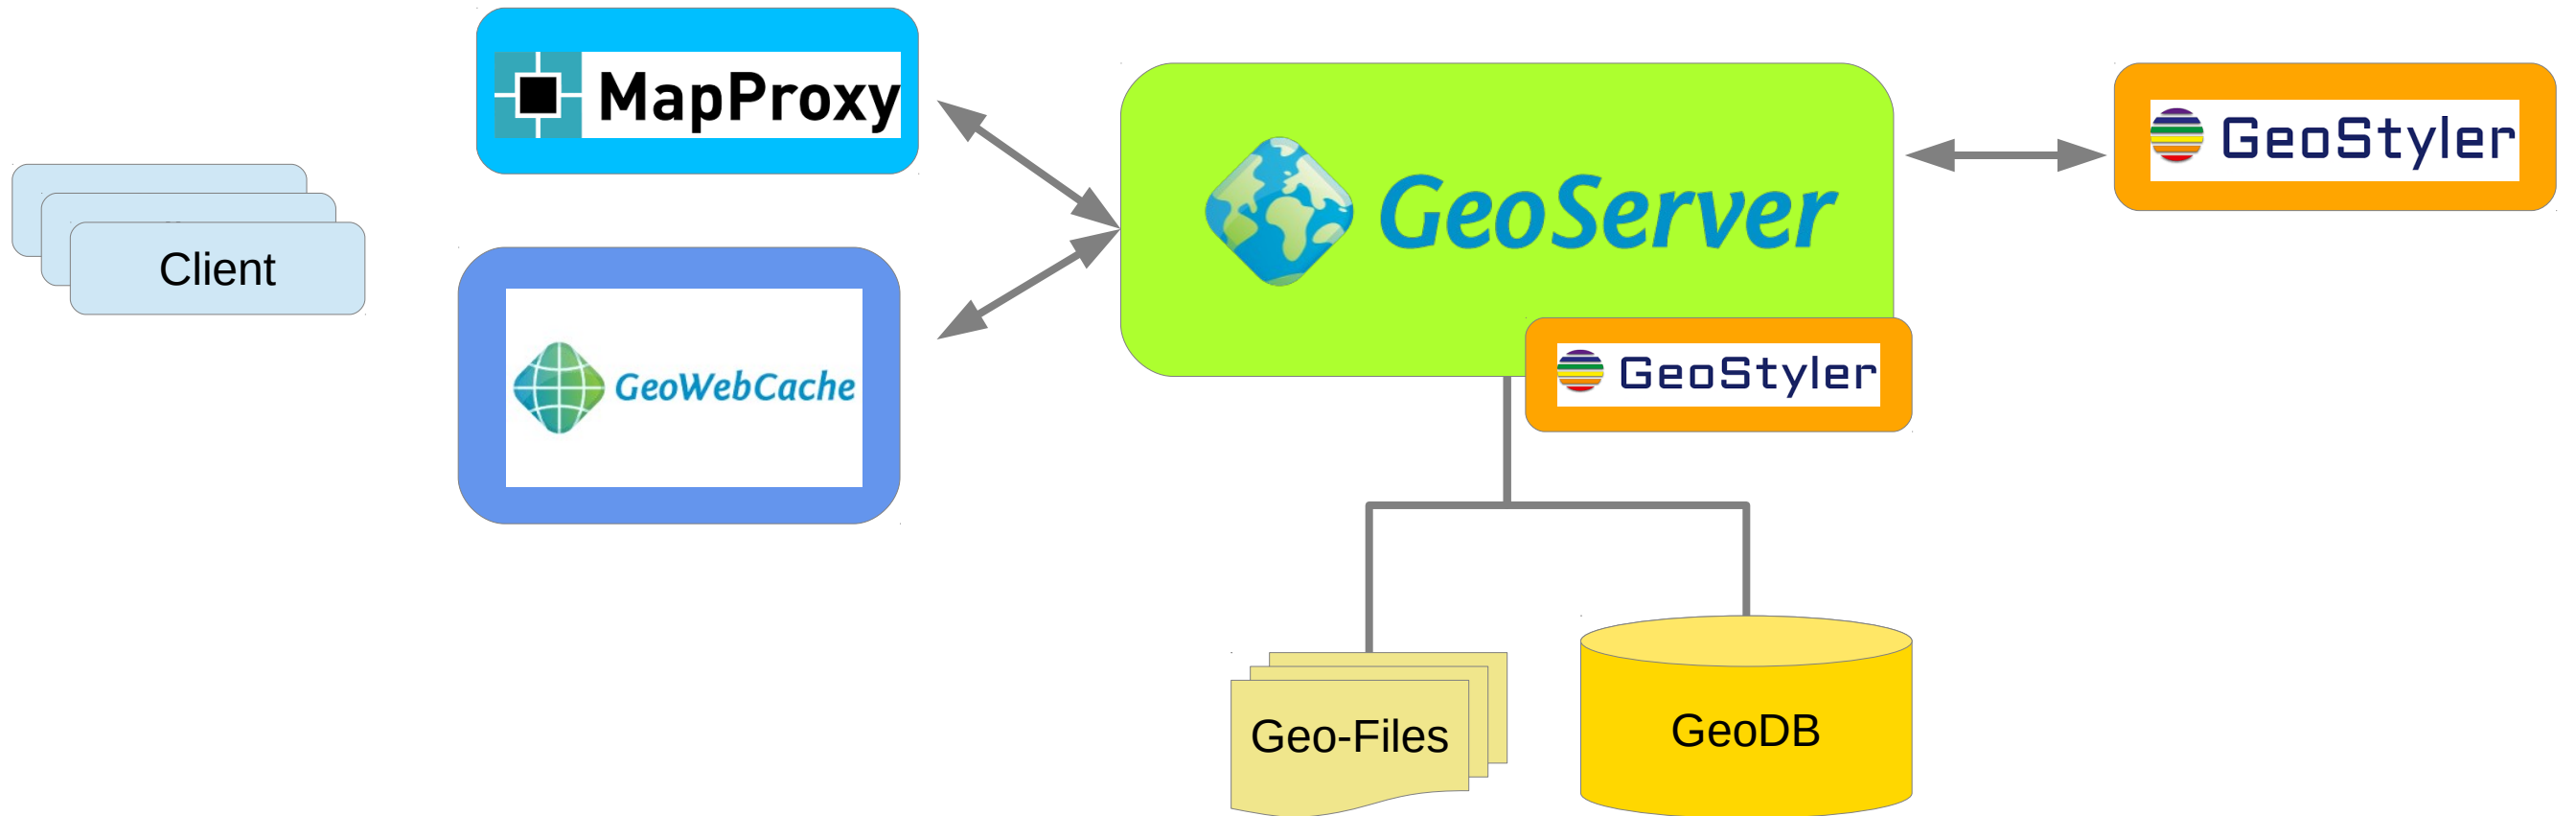 MapProxy
Client
GeoWebCache
GeoServer
GeoStyler
GeoStyler
Geo-Files
GeoDB